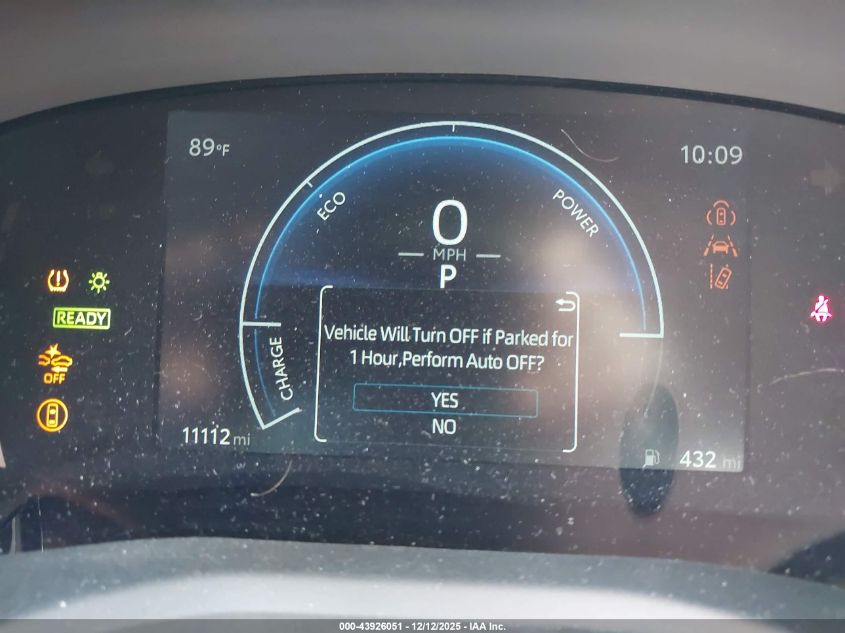 89°F
10:09
ECO
POWER
0
MPH
P
READY
OFF
CHARGE
Vehicle Will Turn OFF if Parked for
1 Hour,Perform Auto OFF?
YES
NO
11112 mi
432 mi
000-43926051 - 12/12/2025 - IAA Inc.